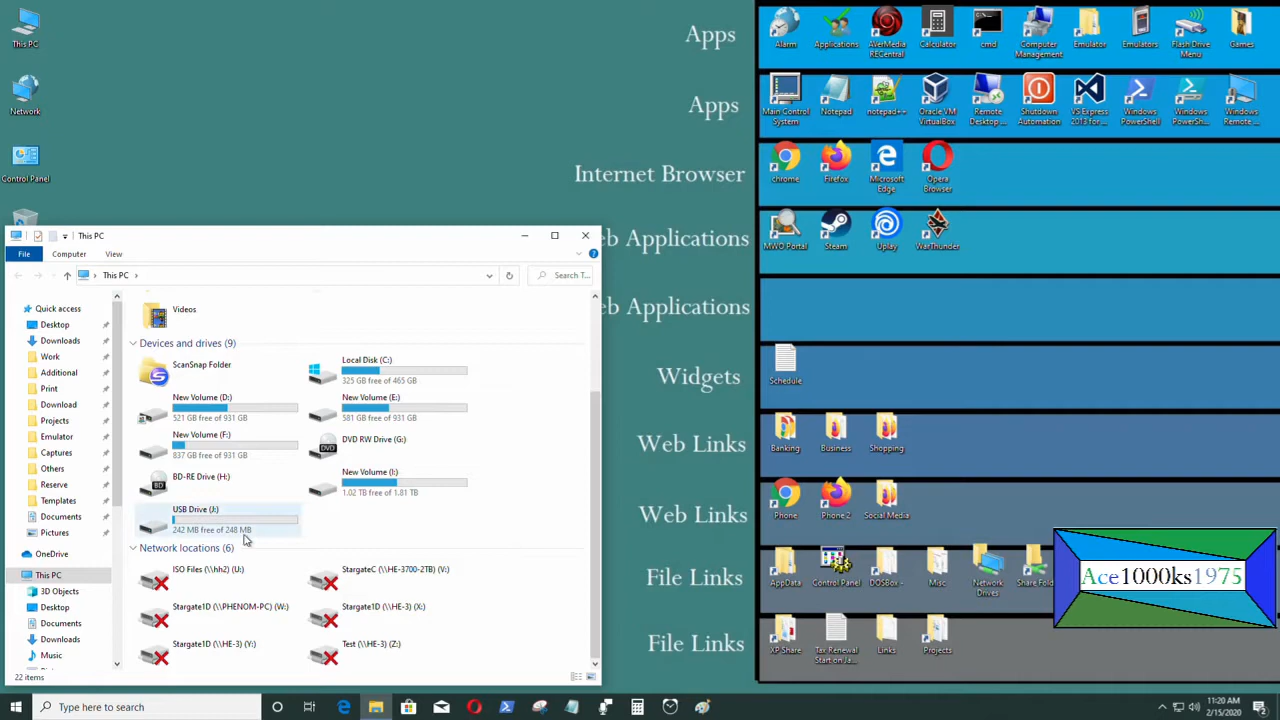 This PC
Network
Control Panel
Apps
Apps
Internet Browser
eb Applications
eb Applications
Widgets
Web Links
Web Links
File Links
File Links
Alarm
Applications
AVerMedia
RECentral
Calculator
cmd
Computer
Management
Emulator
Emulators
Flash Drive
Menu
Games
Main Control
System
Notepad
notepad++
Oracle VM
VirtualBox
Remote
Desktop ...
Shutdown
Automation
VS Express
2013 for ...
Windows
PowerShell
Windows
PowerSh...
Windows
Remote ...
chrome
Firefox
Microsoft
Edge
Opera
Browser
MWO Portal
Steam
Uplay
WarThunder
Schedule
Banking
Business
Shopping
Phone
Phone 2
Social Media
AppData
Control Panel
DOSBox -
Misc
Network
Drives
Share Fold
XP Share
Tax Renewal
Start on Ja...
Links
Projects
Ace1000ks1975
This PC
File
Computer
View
This PC
Search T...
Quick access
Desktop
Downloads
Work
Additional
Print
Download
Projects
Emulator
Captures
Others
Reserve
Templates
Documents
Pictures
OneDrive
This PC
3D Objects
Desktop
Documents
Downloads
Music
Videos
Devices and drives (9)
ScanSnap Folder
Local Disk (C:)
325 GB free of 465 GB
New Volume (D:)
521 GB free of 931 GB
New Volume (E:)
581 GB free of 931 GB
New Volume (F:)
837 GB free of 931 GB
DVD RW Drive (G:)
DVD
BD-RE Drive (H:)
BD
New Volume (I:)
1.02 TB free of 1.81 TB
USB Drive (J:)
242 MB free of 248 MB
Network locations (6)
ISO Files (\\hh2) (U:)
StargateC (\\HE-3700-2TB) (V:)
Stargate1D (\\PHENOM-PC) (W:)
Stargate1D (\\HE-3) (X:)
Stargate1D (\\HE-3) (Y:)
Test (\\HE-3) (Z:)
22 items
Type here to search
11:20 AM
2/15/2020
2